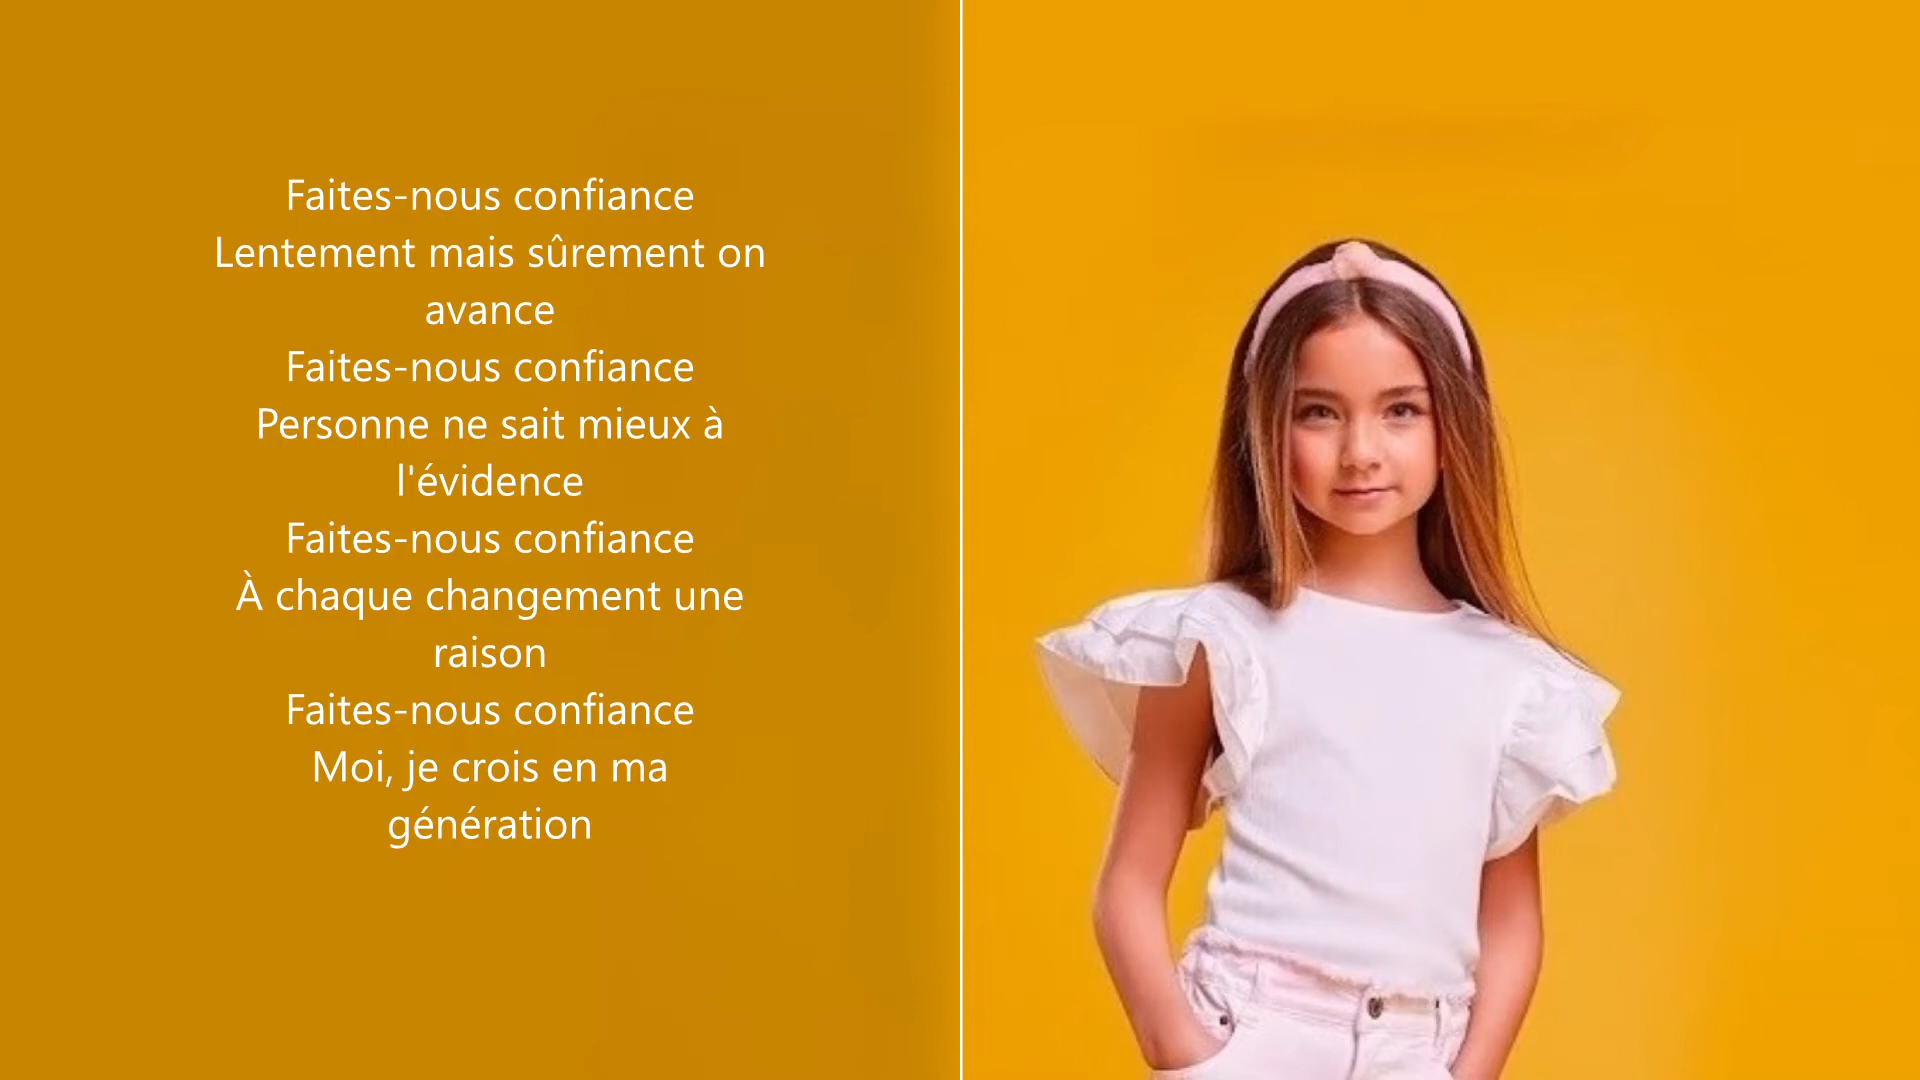 Faites-nous confiance
Lentement mais sûrement on
avance
Faites-nous confiance
Personne ne sait mieux à
l'évidence
Faites-nous confiance
À chaque changement une
raison
Faites-nous confiance
Moi, je crois en ma
génération